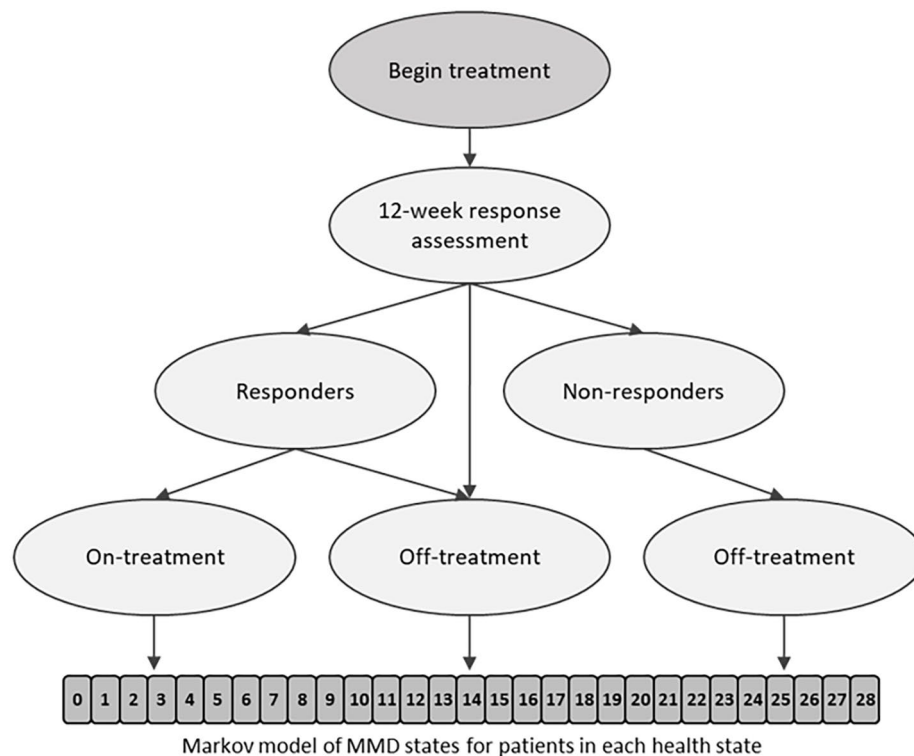 Begin treatment
12-week response
assessment
Responders
Non-responders
On-treatment
Off-treatment
Off-treatment
0 1 2 3 4 5 6 7 8 9 10 11 12 13 14 15 16 17 18 19 20 21 22 23 24 25 26 27 28
Markov model of MMD states for patients in each health state